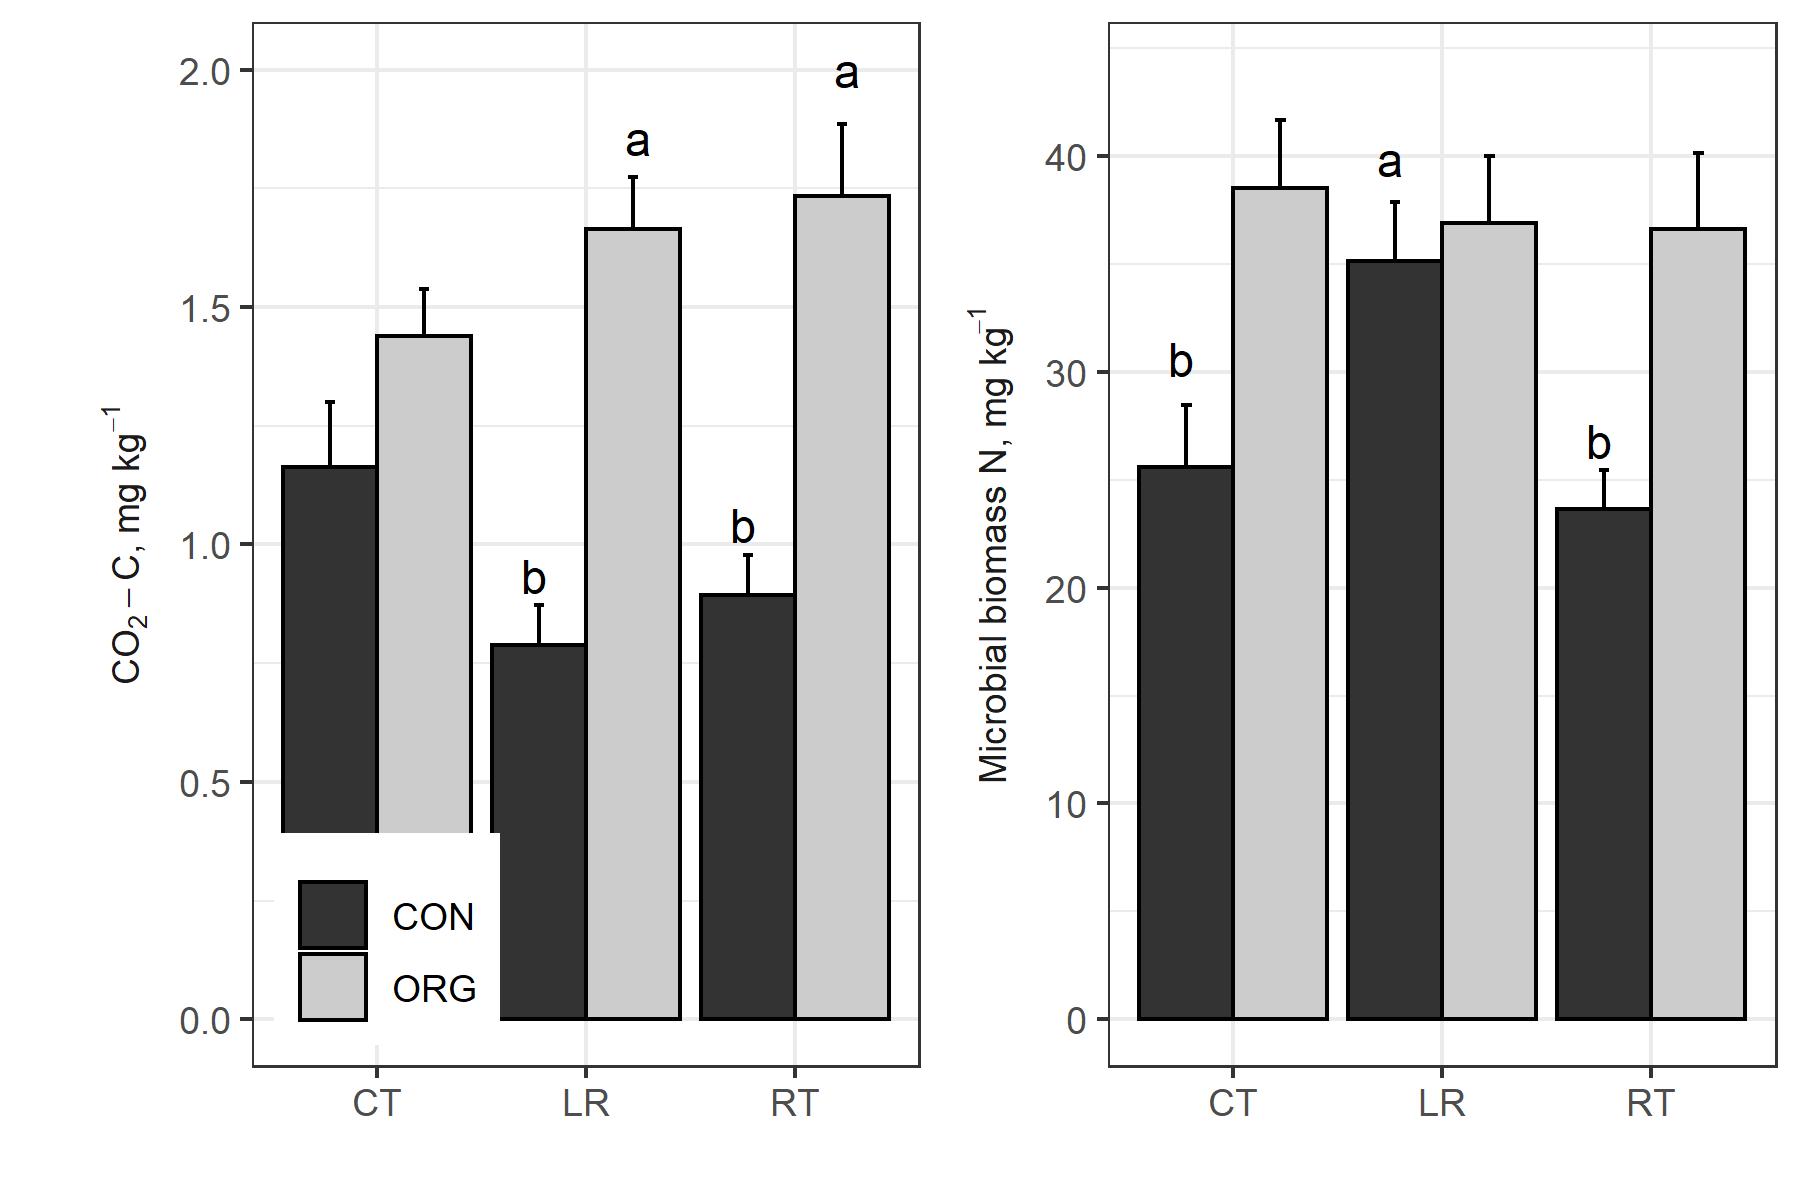 CO₂ – C, mg kg⁻¹
2.0
1.5
1.0
0.5
0.0
a
a
b
b
CON
ORG
CT LR RT
Microbial biomass N, mg kg⁻¹
40
30
20
10
0
a
b
b
CT LR RT